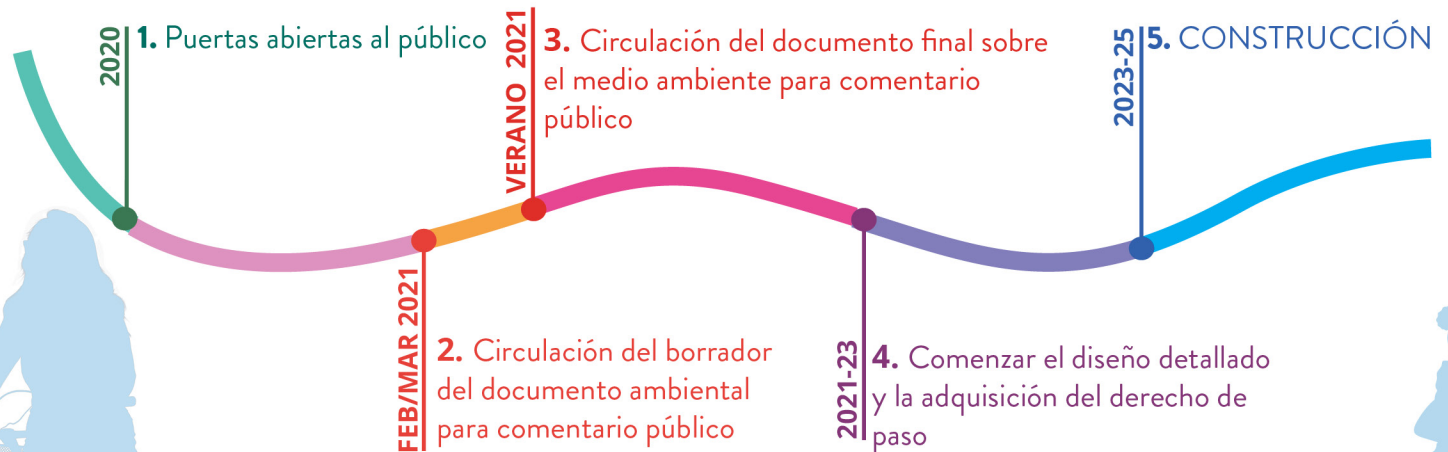 2020
1. Puertas abiertas al público
FEB/MAR 2021
2. Circulación del borrador
del documento ambiental
para comentario público
VERANO 2021
3. Circulación del documento final sobre
el medio ambiente para comentario
público
2021-23
4. Comenzar el diseño detallado
y la adquisición del derecho de
paso
2023-25
5. CONSTRUCCIÓN